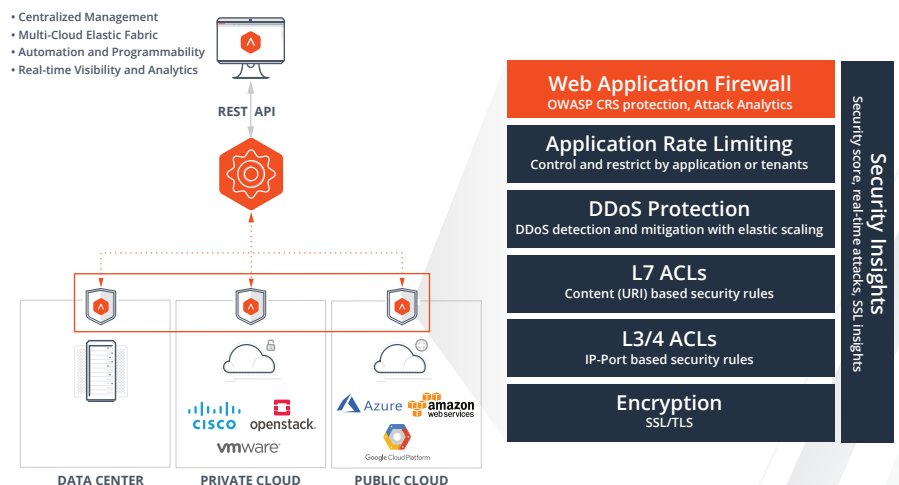 • Centralized Management
• Multi-Cloud Elastic Fabric
• Automation and Programmability
• Real-time Visibility and Analytics
REST API
Web Application Firewall
OWASP CRS protection, Attack Analytics
Application Rate Limiting
Control and restrict by application or tenants
DDoS Protection
DDoS detection and mitigation with elastic scaling
L7 ACLs
Content (URI) based security rules
L3/4 ACLs
IP-Port based security rules
Encryption
SSL/TLS
Security Insights
Security score, real-time attacks, SSL insights
CISCO
openstack.
vmware®
Azure
amazon
webservices
Google Cloud Platform
DATA CENTER
PRIVATE CLOUD
PUBLIC CLOUD